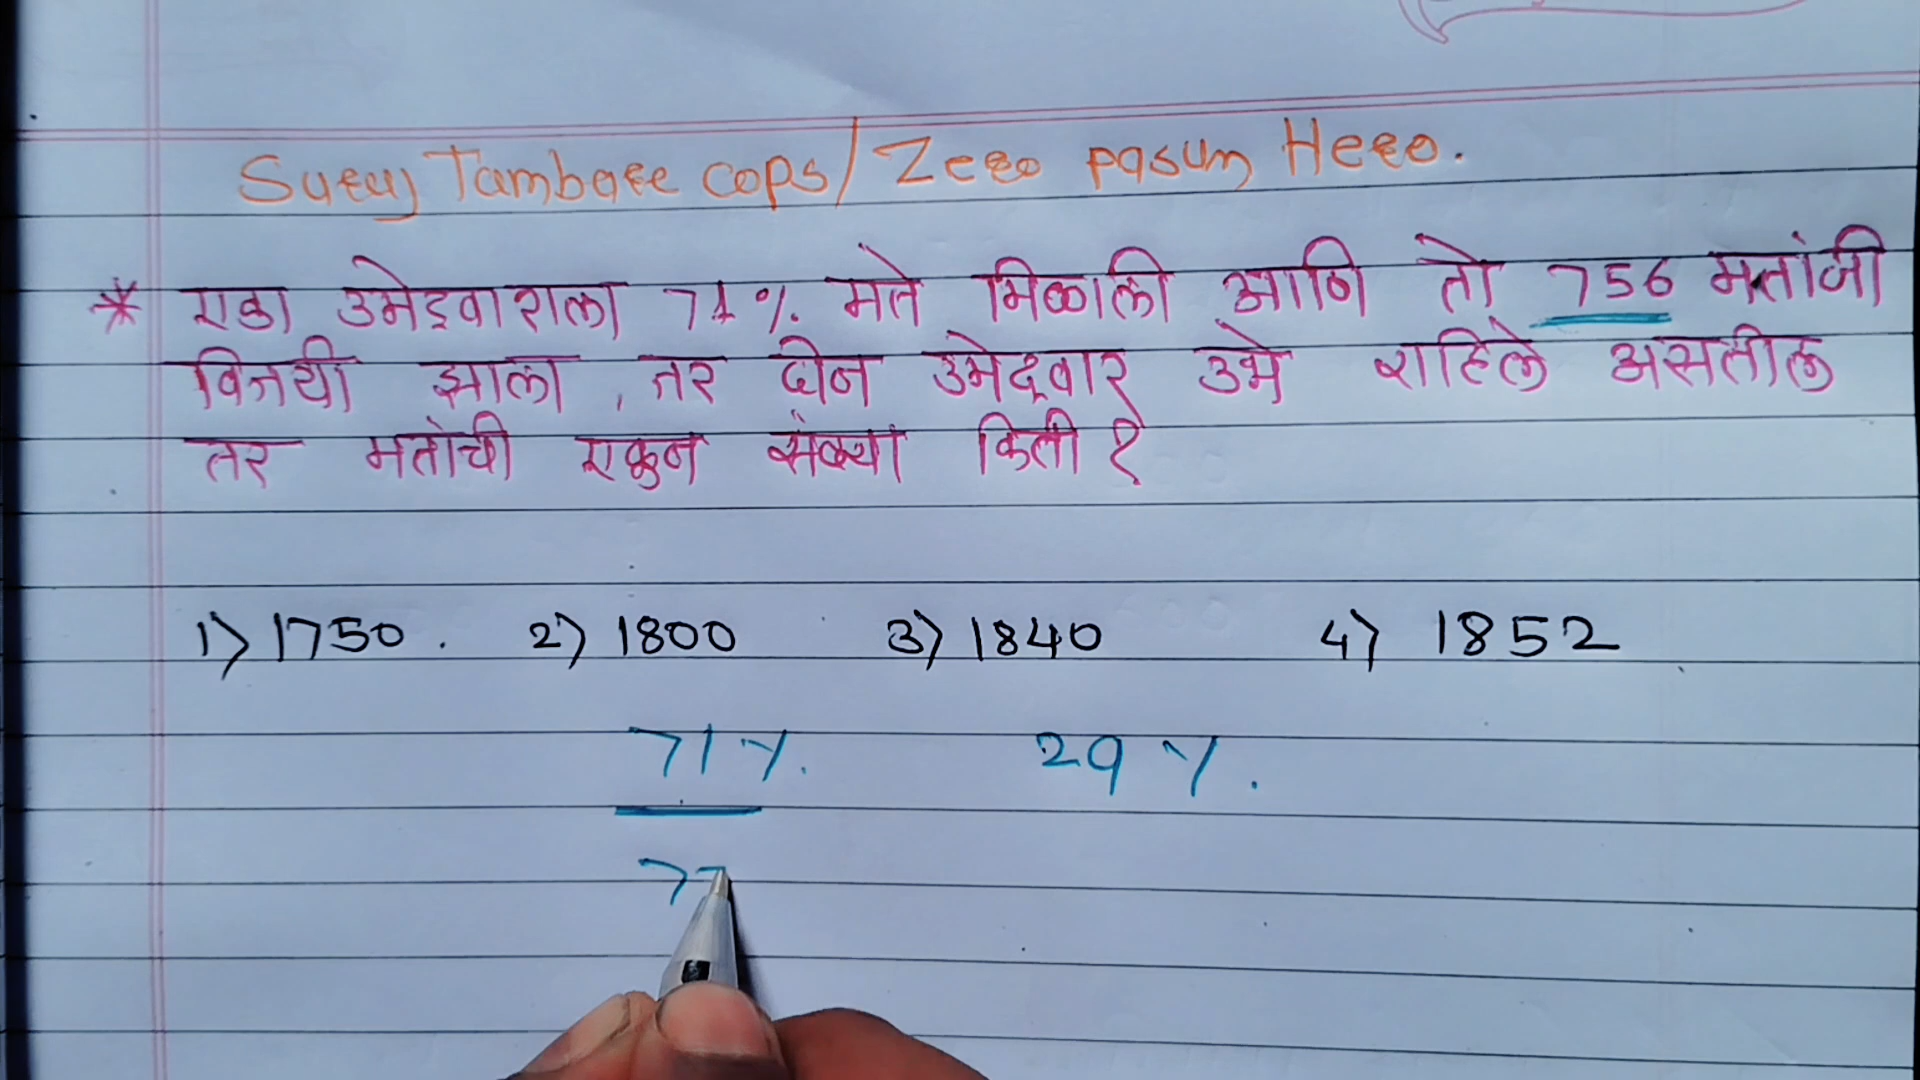 Suraj Tambare cops/Zero pasun Hero.
* एका उमेदवाराला 71% मते मिळाली आणि तो 756 मतांनी
विजयी झाला, तर दोन उमेदवार उभे राहिले असतील
तर मतांची एकुन संख्या किती ?
1) 1750. 2) 1800 3) 1840 4) 1852
71%. 29%.
77